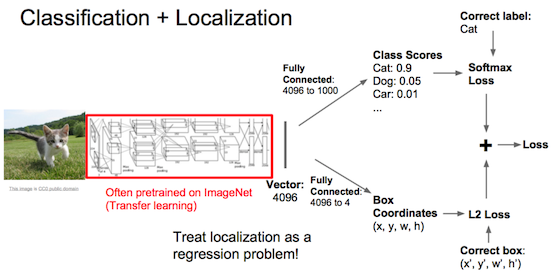 Classification + Localization
Correct label:
Cat
Fully
Connected:
4096 to 1000
Class Scores
Cat: 0.9
Dog: 0.05
Car: 0.01
...
Softmax
Loss
+
Loss
This image is CC0 public domain
Often pretrained on ImageNet
(Transfer learning)
Vector:
4096
Fully
Connected:
4096 to 4
Box
Coordinates
(x, y, w, h)
L2 Loss
Treat localization as a
regression problem!
Correct box:
(x', y', w', h')